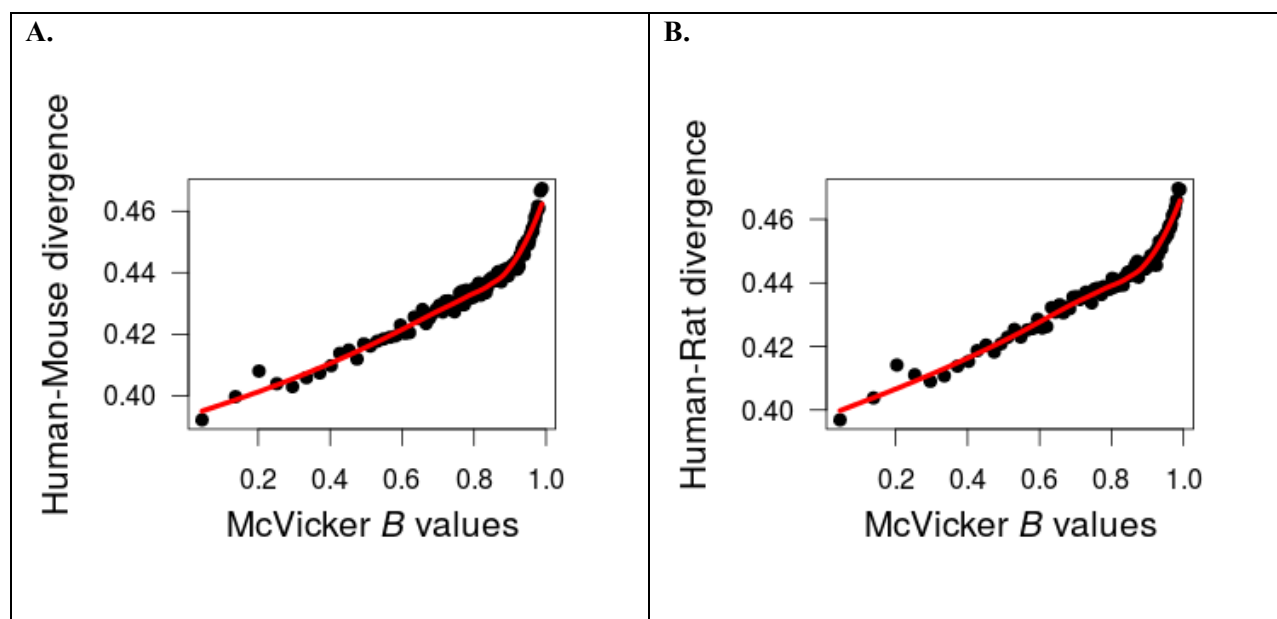 A.
Human-Mouse divergence
0.46
0.44
0.42
0.40
0.2 0.4 0.6 0.8 1.0
McVicker B values
B.
Human-Rat divergence
0.46
0.44
0.42
0.40
0.2 0.4 0.6 0.8 1.0
McVicker B values